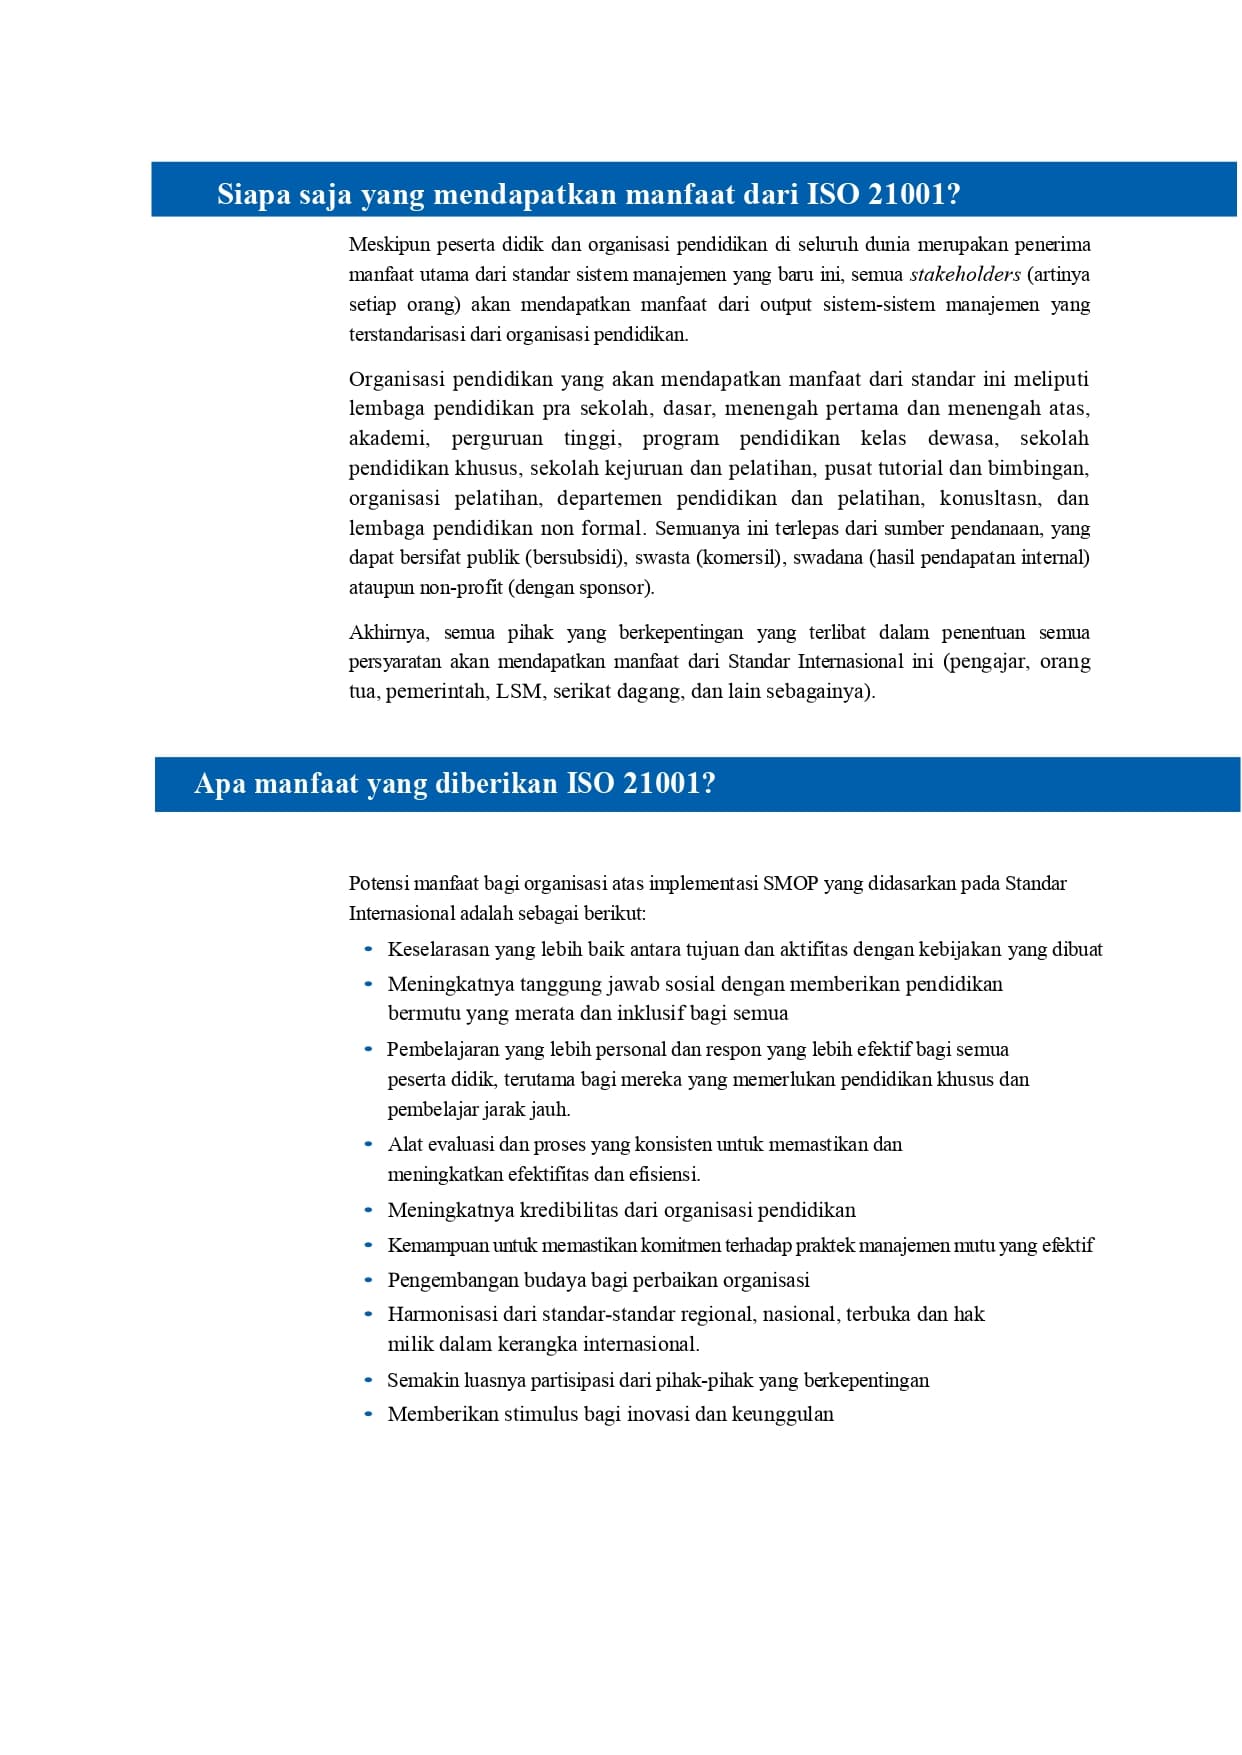 Siapa saja yang mendapatkan manfaat dari ISO 21001?
Meskipun peserta didik dan organisasi pendidikan di seluruh dunia merupakan penerima
manfaat utama dari standar sistem manajemen yang baru ini, semua stakeholders (artinya
setiap orang) akan mendapatkan manfaat dari output sistem-sistem manajemen yang
terstandarisasi dari organisasi pendidikan.
Organisasi pendidikan yang akan mendapatkan manfaat dari standar ini meliputi
lembaga pendidikan pra sekolah, dasar, menengah pertama dan menengah atas,
akademi, perguruan tinggi, program pendidikan kelas dewasa, sekolah
pendidikan khusus, sekolah kejuruan dan pelatihan, pusat tutorial dan bimbingan,
organisasi pelatihan, departemen pendidikan dan pelatihan, konusltasn, dan
lembaga pendidikan non formal. Semuanya ini terlepas dari sumber pendanaan, yang
dapat bersifat publik (bersubsidi), swasta (komersil), swadana (hasil pendapatan internal)
ataupun non-profit (dengan sponsor).
Akhirnya, semua pihak yang berkepentingan yang terlibat dalam penentuan semua
persyaratan akan mendapatkan manfaat dari Standar Internasional ini (pengajar, orang
tua, pemerintah, LSM, serikat dagang, dan lain sebagainya).
Apa manfaat yang diberikan ISO 21001?
Potensi manfaat bagi organisasi atas implementasi SMOP yang didasarkan pada Standar
Internasional adalah sebagai berikut:
• Keselarasan yang lebih baik antara tujuan dan aktifitas dengan kebijakan yang dibuat
• Meningkatnya tanggung jawab sosial dengan memberikan pendidikan
bermutu yang merata dan inklusif bagi semua
• Pembelajaran yang lebih personal dan respon yang lebih efektif bagi semua
peserta didik, terutama bagi mereka yang memerlukan pendidikan khusus dan
pembelajar jarak jauh.
• Alat evaluasi dan proses yang konsisten untuk memastikan dan
meningkatkan efektifitas dan efisiensi.
• Meningkatnya kredibilitas dari organisasi pendidikan
• Kemampuan untuk memastikan komitmen terhadap praktek manajemen mutu yang efektif
• Pengembangan budaya bagi perbaikan organisasi
• Harmonisasi dari standar-standar regional, nasional, terbuka dan hak
milik dalam kerangka internasional.
• Semakin luasnya partisipasi dari pihak-pihak yang berkepentingan
• Memberikan stimulus bagi inovasi dan keunggulan